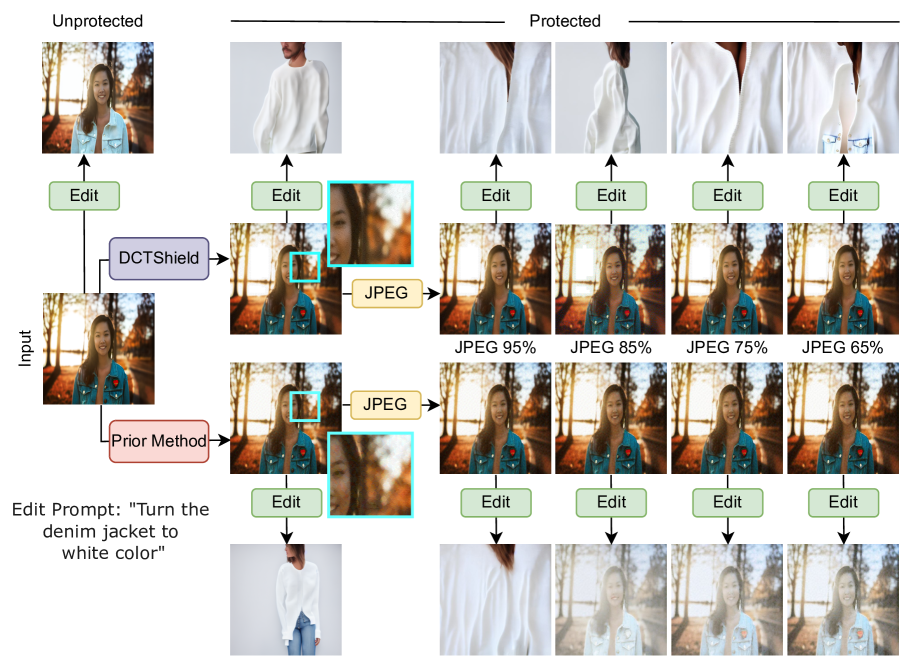 Unprotected
Protected
Edit
Edit
Edit
Edit
Edit
Edit
DCTShield
JPEG
Input
JPEG 95%
JPEG 85%
JPEG 75%
JPEG 65%
JPEG
Prior Method
Edit
Edit
Edit
Edit
Edit
Edit Prompt: "Turn the
denim jacket to
white color"